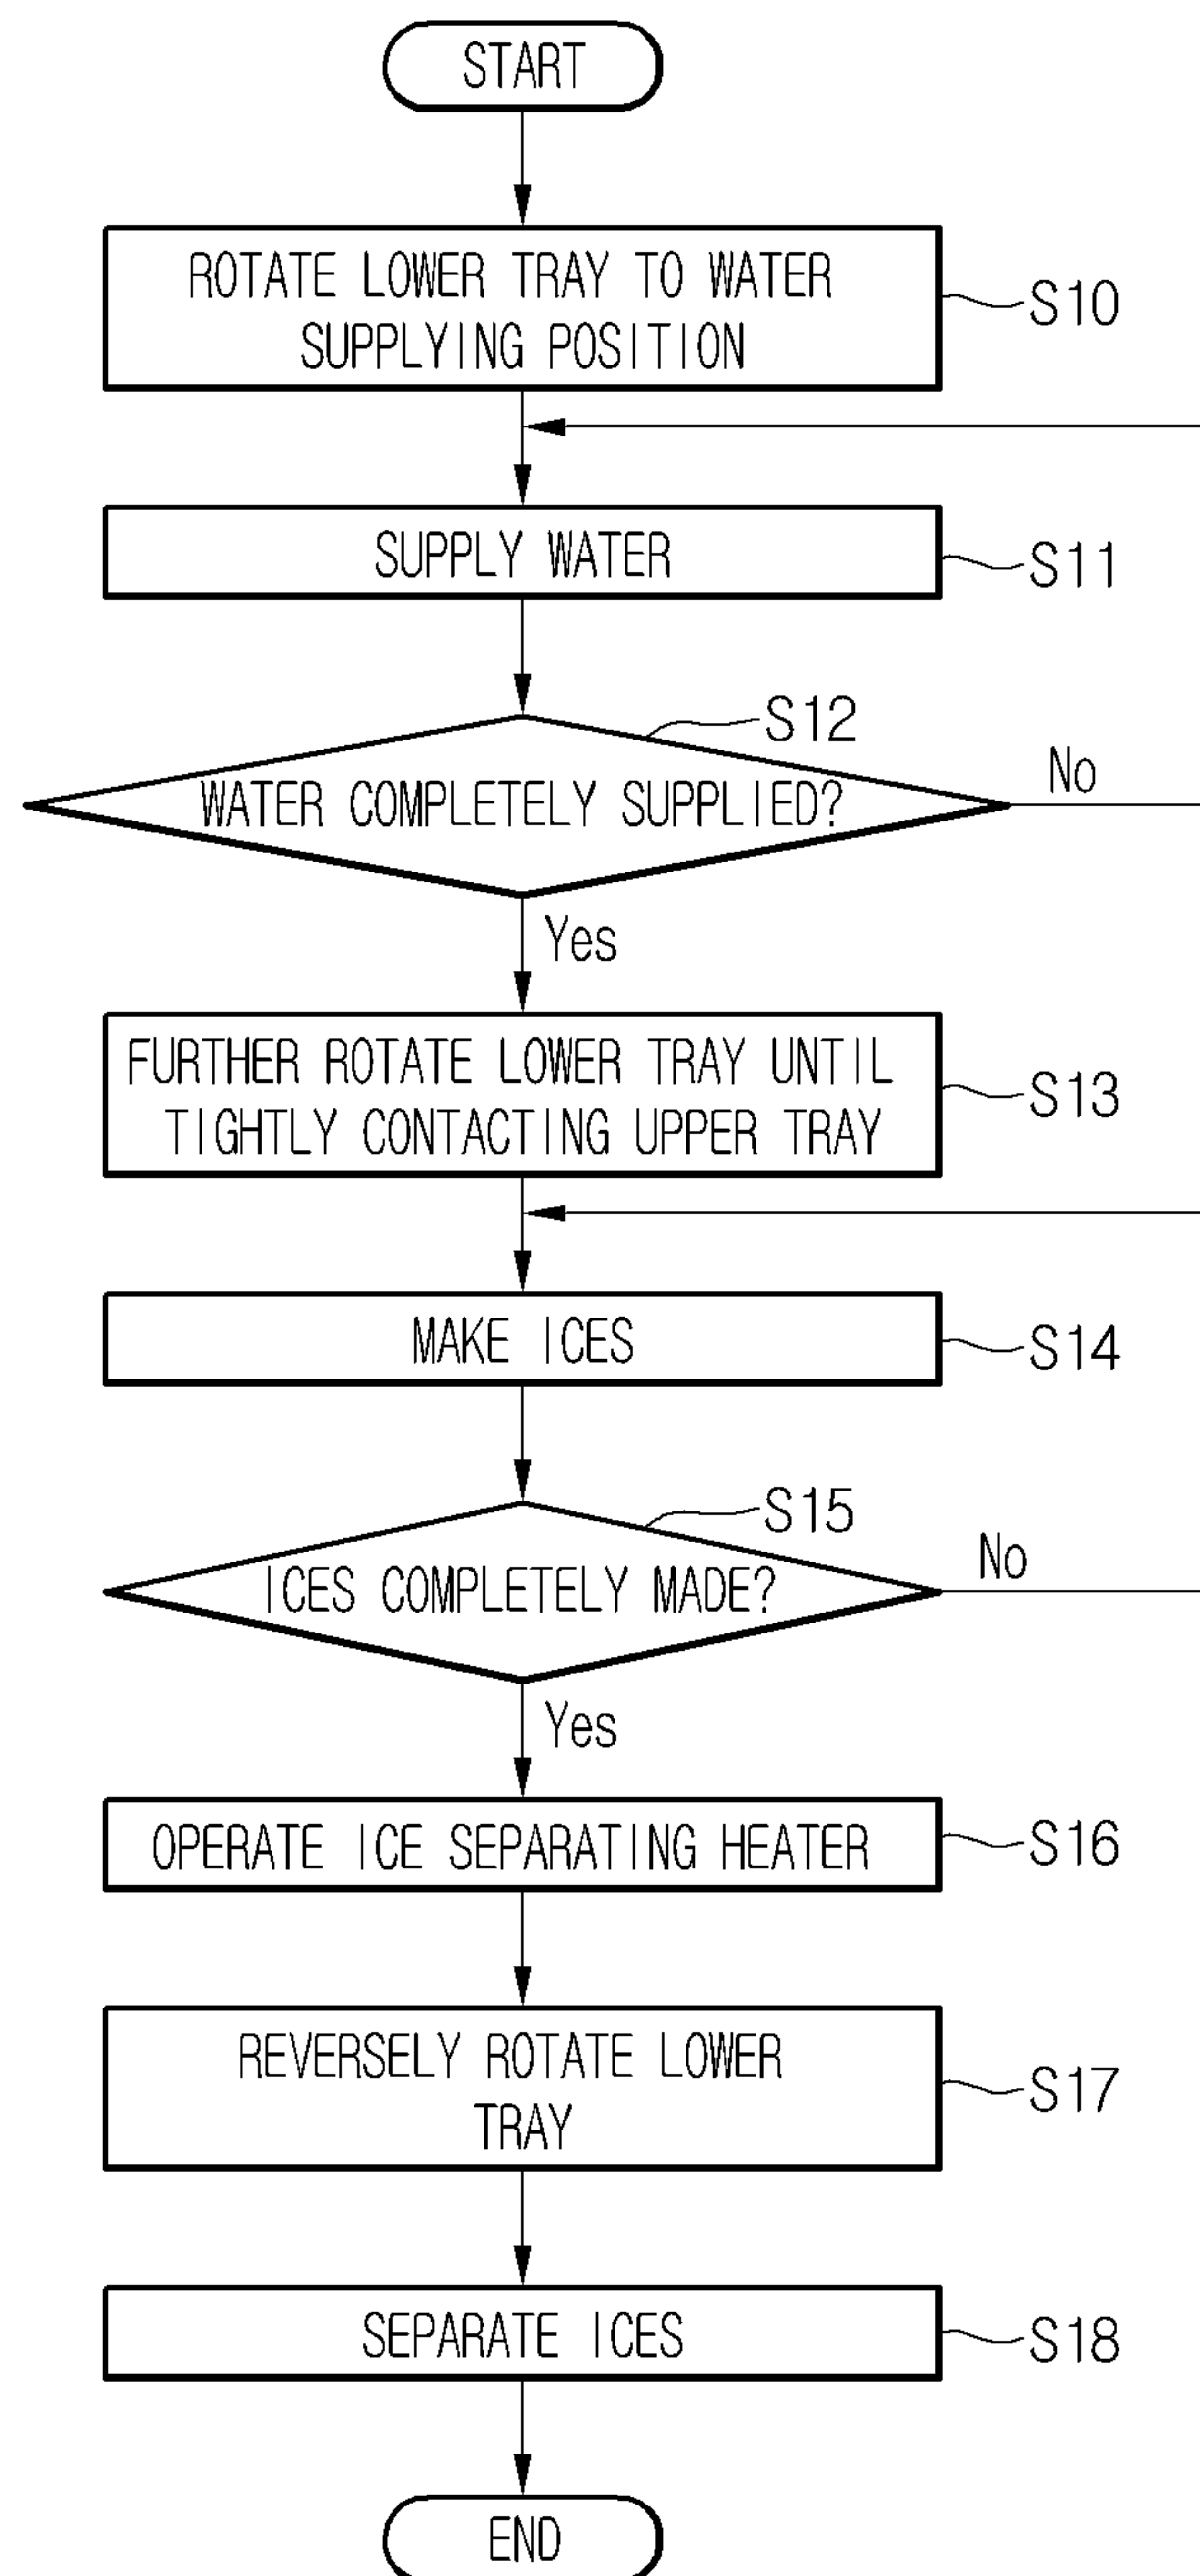 START
ROTATE LOWER TRAY TO WATER
SUPPLYING POSITION
S10
SUPPLY WATER
S11
S12
WATER COMPLETELY SUPPLIED?
No
Yes
FURTHER ROTATE LOWER TRAY UNTIL
TIGHTLY CONTACTING UPPER TRAY
S13
MAKE ICES
S14
S15
ICES COMPLETELY MADE?
No
Yes
OPERATE ICE SEPARATING HEATER
S16
REVERSELY ROTATE LOWER
TRAY
S17
SEPARATE ICES
S18
END